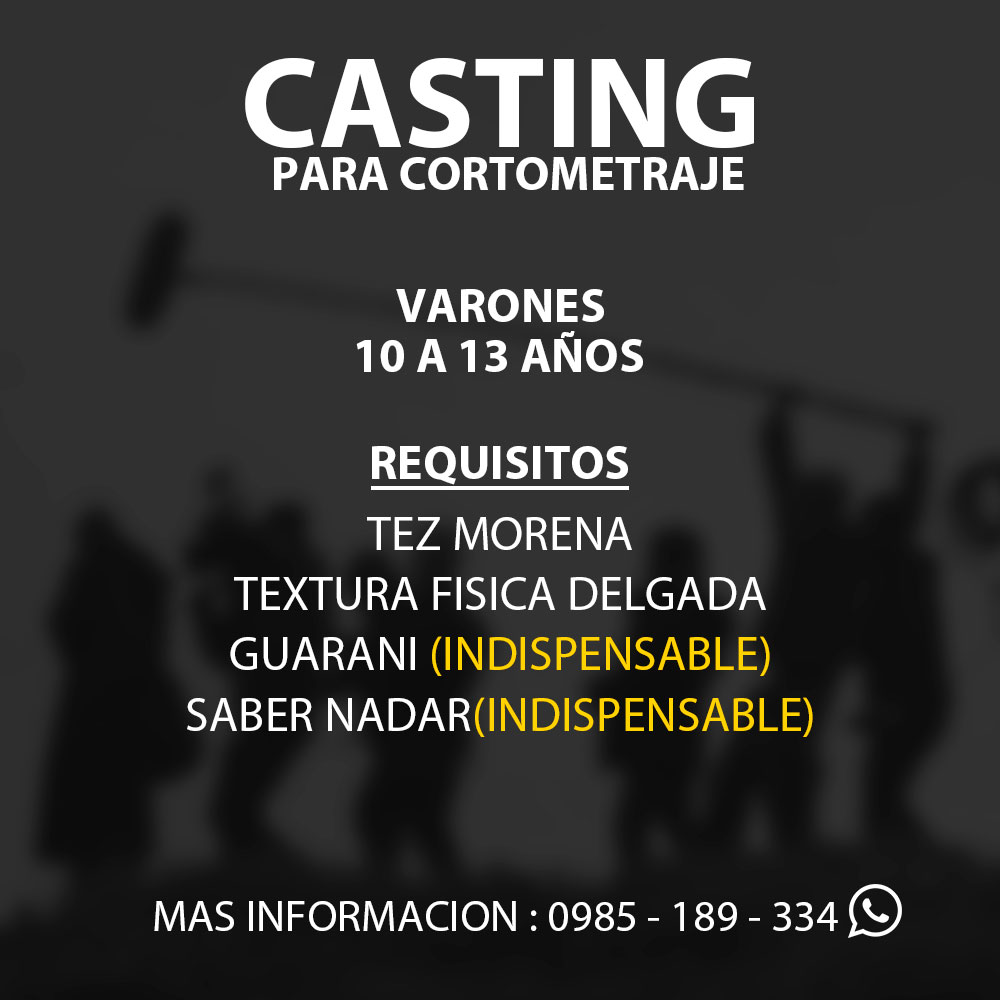 CASTING
PARA CORTOMETRAJE
VARONES
10 A 13 AÑOS
REQUISITOS
TEZ MORENA
TEXTURA FISICA DELGADA
GUARANI (INDISPENSABLE)
SABER NADAR(INDISPENSABLE)
MAS INFORMACION : 0985 - 189 - 334